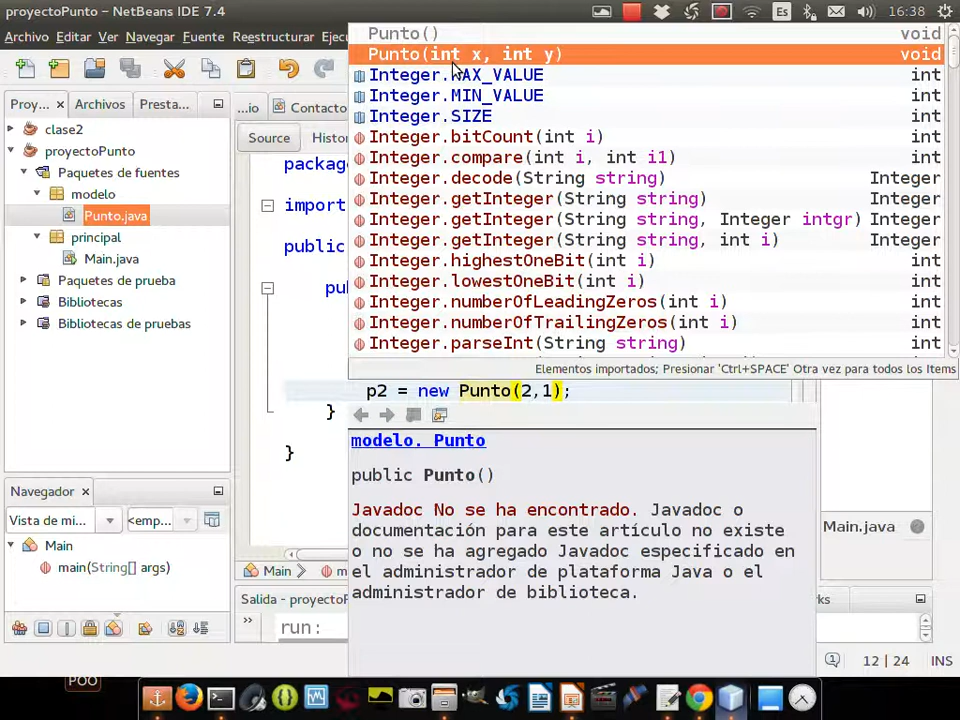 proyectoPunto - NetBeans IDE 7.4
Es
16:38
Archivo Editar Ver Navegar Fuente Reestructurar Ejecu
Proy... × Archivos Presta...
clase2
proyectoPunto
Paquetes de fuentes
modelo
Punto.java
principal
Main.java
Paquetes de prueba
Bibliotecas
Bibliotecas de pruebas
...io Contacto
Source Histor
package
import
public
pu
Punto() void
Punto(int x, int y) void
Integer.MAX_VALUE int
Integer.MIN_VALUE int
Integer.SIZE int
Integer.bitCount(int i) int
Integer.compare(int i, int i1) int
Integer.decode(String string) Integer
Integer.getInteger(String string) Integer
Integer.getInteger(String string, Integer intgr) Integer
Integer.getInteger(String string, int i) Integer
Integer.highestOneBit(int i) int
Integer.lowestOneBit(int i) int
Integer.numberOfLeadingZeros(int i) int
Integer.numberOfTrailingZeros(int i) int
Integer.parseInt(String string) int
Elementos importados; Presionar 'Ctrl+SPACE' Otra vez para todos los Items
p2 = new Punto(2,1);
}
}
modelo. Punto
public Punto()
Javadoc No se ha encontrado. Javadoc o
documentación para este artículo no existe
o no se ha agregado Javadoc especificado en
el administrador de plataforma Java o el
administrador de biblioteca.
Navegador ×
Vista de mi... <emp...
Main
main(String[] args)
Main.java
Main m
Salida - proyectoP
rks
run:
12 | 24 INS
POO